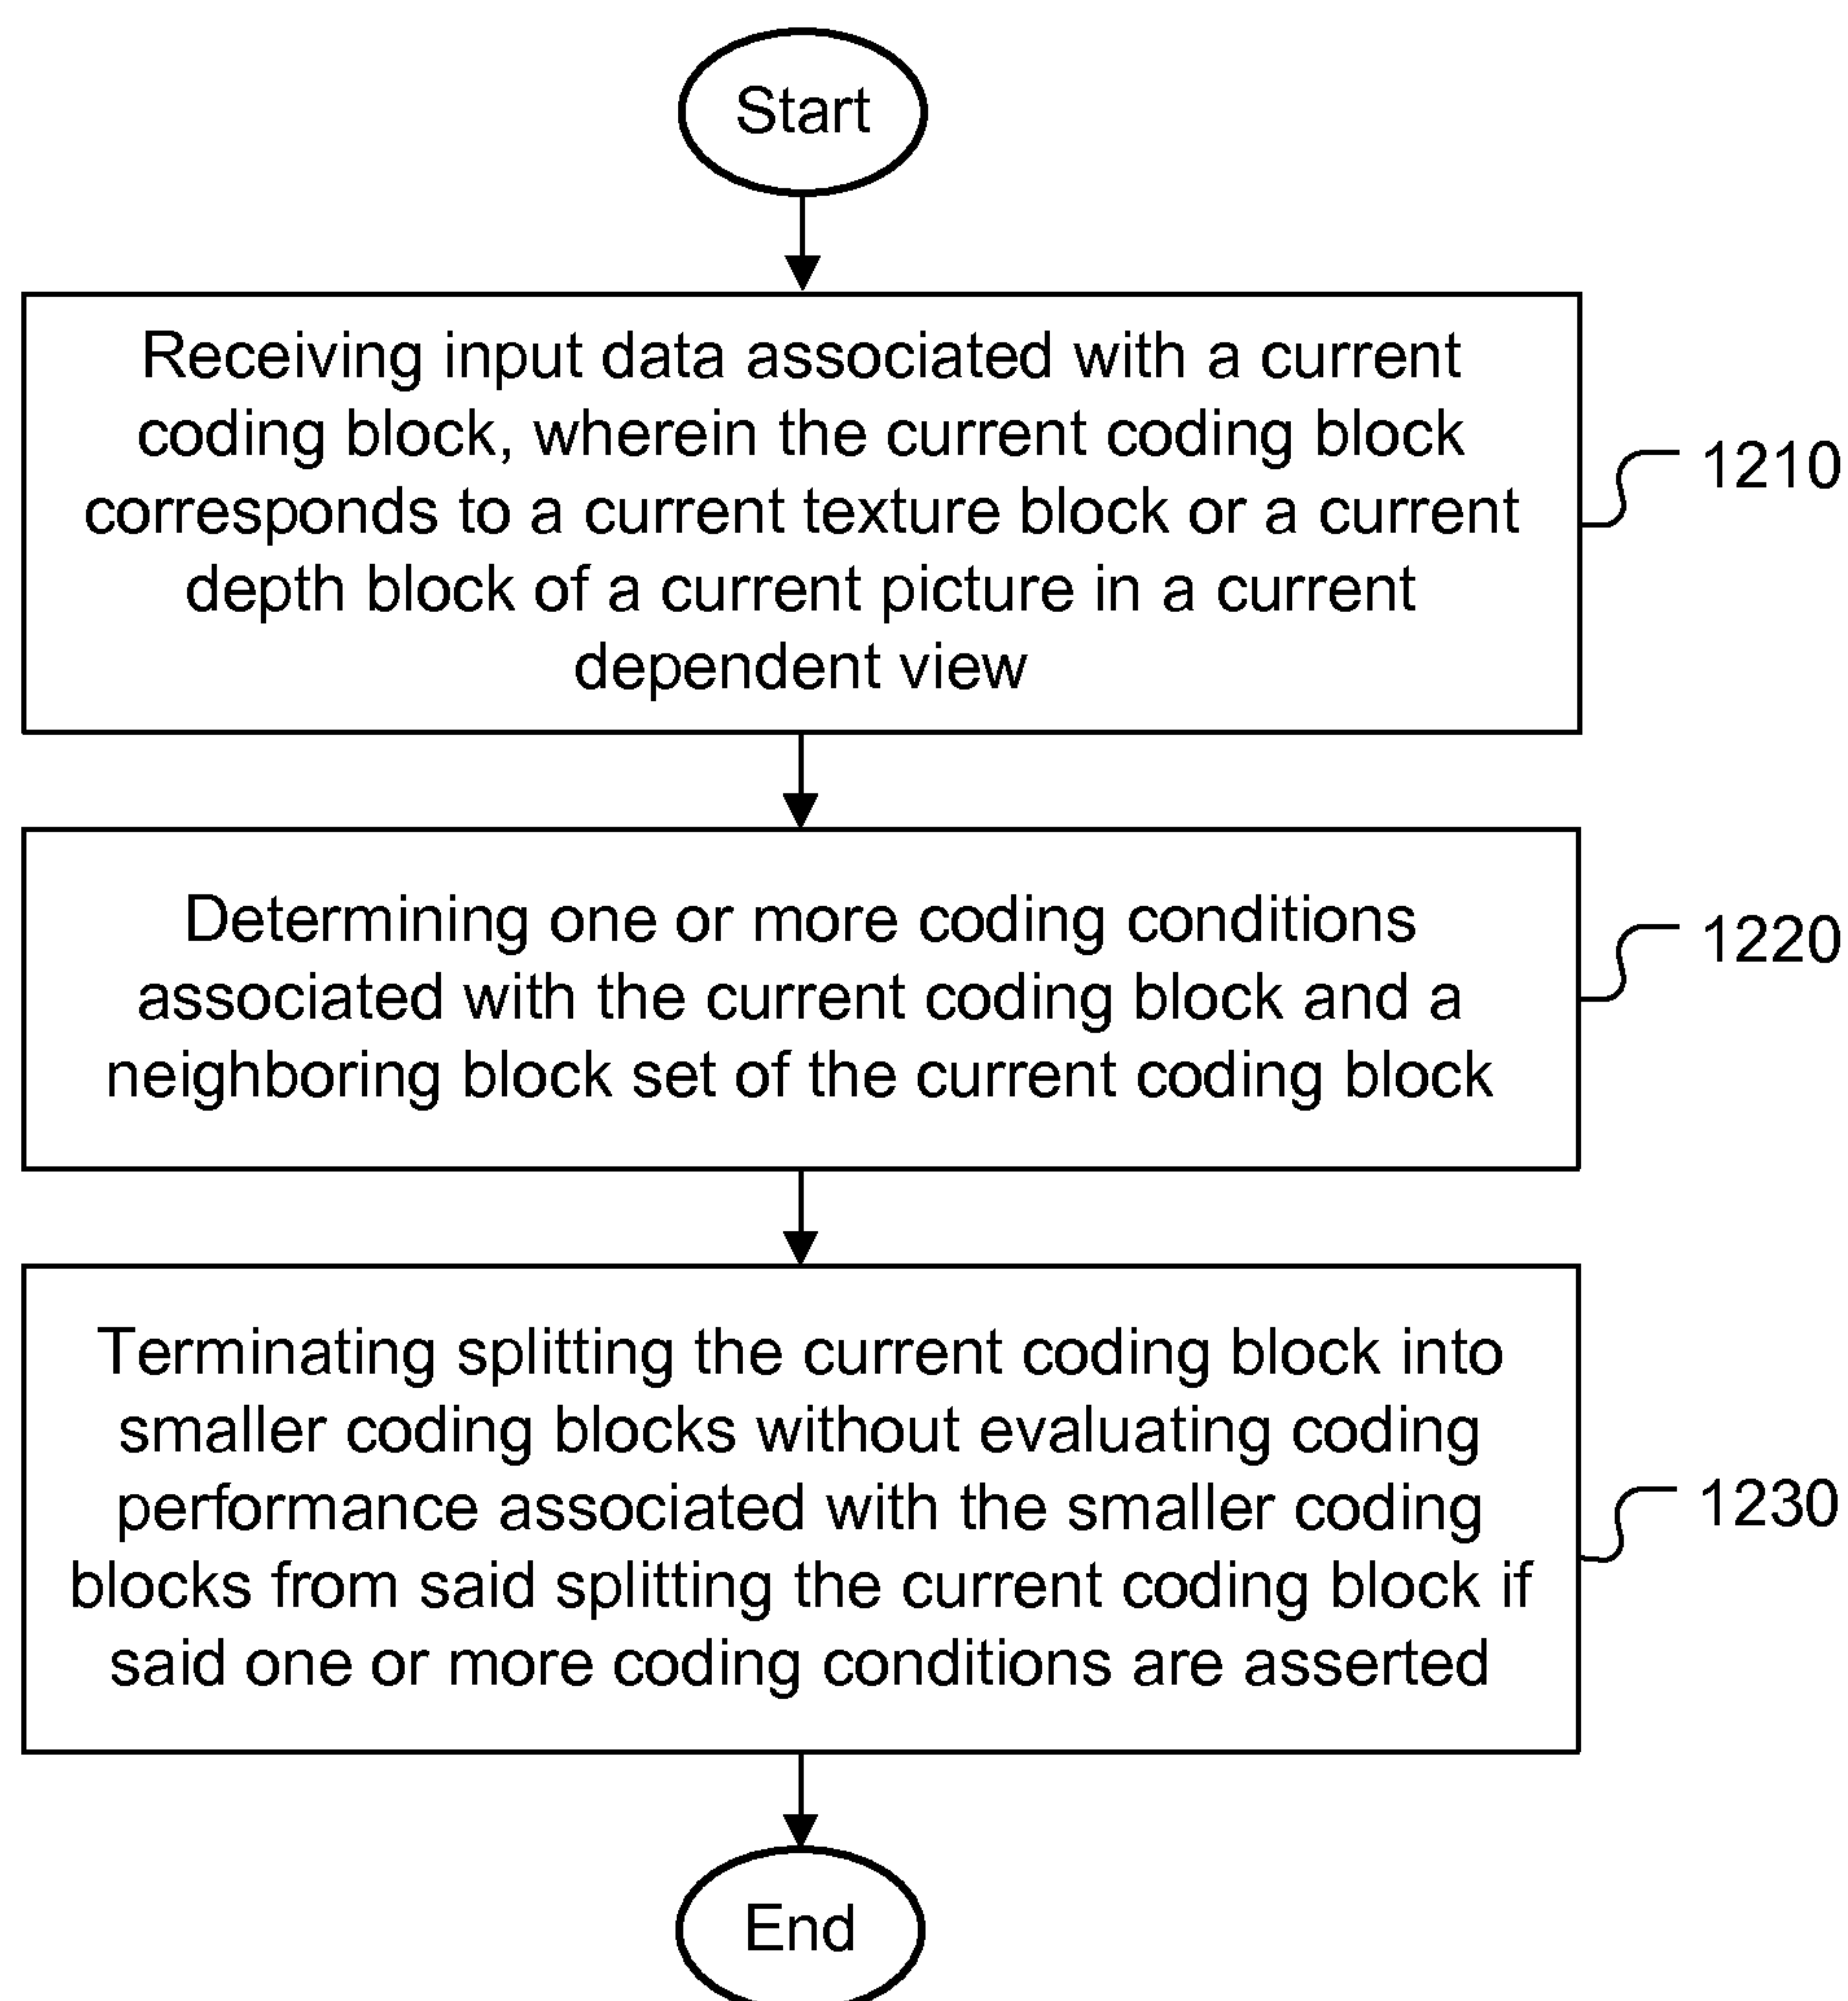 Start
Receiving input data associated with a current
coding block, wherein the current coding block
corresponds to a current texture block or a current
depth block of a current picture in a current
dependent view
1210
Determining one or more coding conditions
associated with the current coding block and a
neighboring block set of the current coding block
1220
Terminating splitting the current coding block into
smaller coding blocks without evaluating coding
performance associated with the smaller coding
blocks from said splitting the current coding block if
said one or more coding conditions are asserted
1230
End